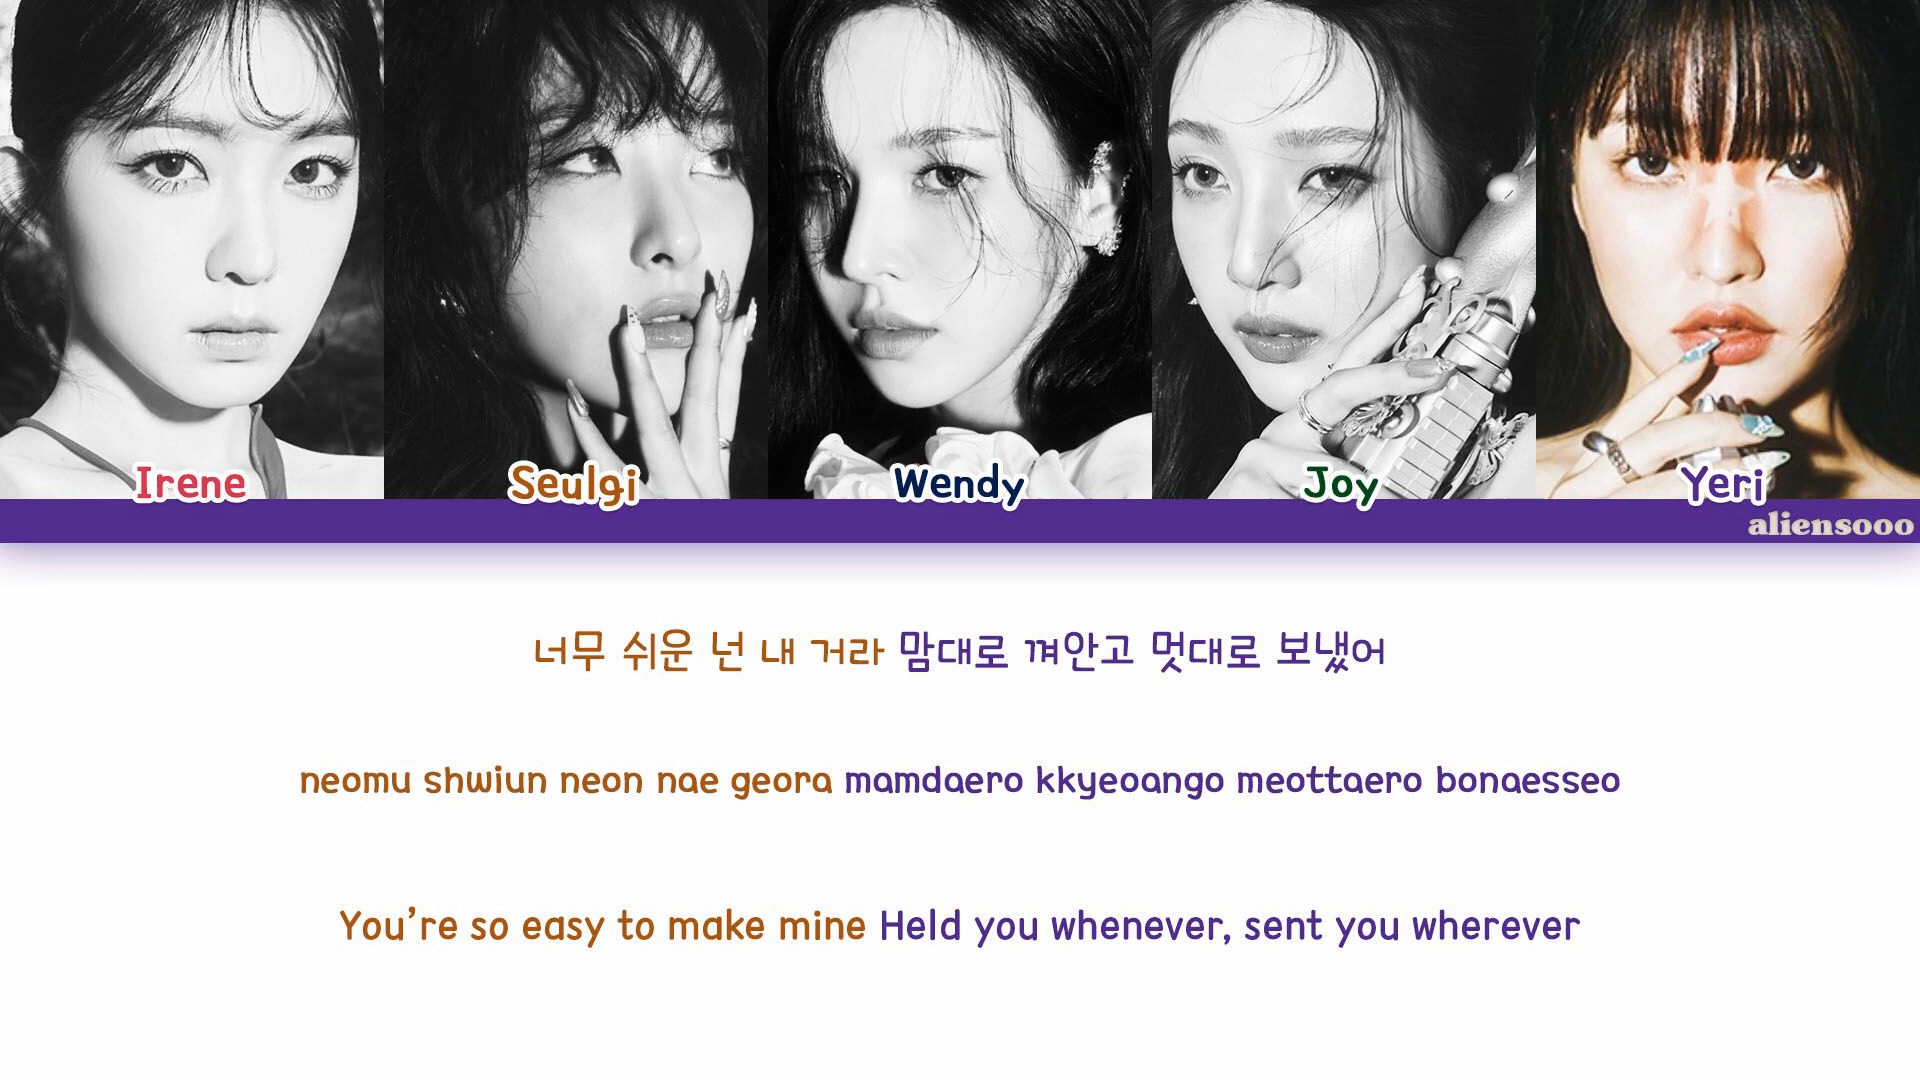 Irene Seulgi Wendy Joy Yeri
aliensooo
너무 쉬운 넌 내 거라 맘대로 껴안고 멋대로 보냈어
neomu shwiun neon nae geora mamdaero kkyeoango meottaero bonaesseo
You're so easy to make mine Held you whenever, sent you wherever